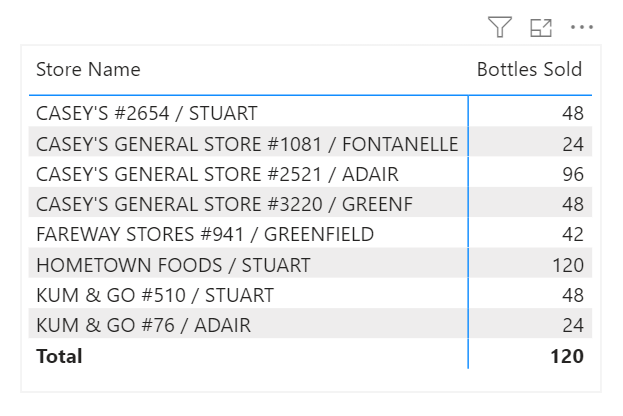 Store Name Bottles Sold
CASEY'S #2654 / STUART 48
CASEY'S GENERAL STORE #1081 / FONTANELLE 24
CASEY'S GENERAL STORE #2521 / ADAIR 96
CASEY'S GENERAL STORE #3220 / GREENF 48
FAREWAY STORES #941 / GREENFIELD 42
HOMETOWN FOODS / STUART 120
KUM & GO #510 / STUART 48
KUM & GO #76 / ADAIR 24
Total 120